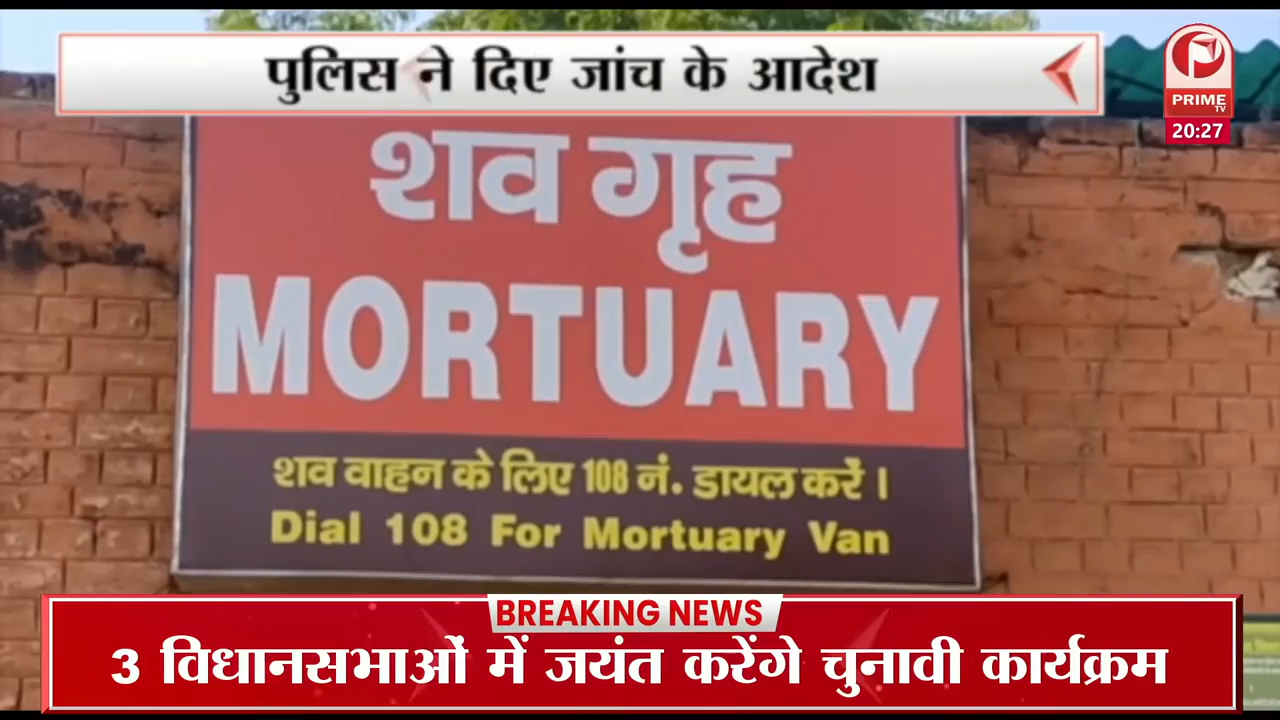 पुलिस ने दिए जांच के आदेश
PRIME
TV
20:27
शव गृह
MORTUARY
शव वाहन के लिए 108 नं. डायल करें ।
Dial 108 For Mortuary Van
BREAKING NEWS
3 विधानसभाओं में जयंत करेंगे चुनावी कार्यक्रम